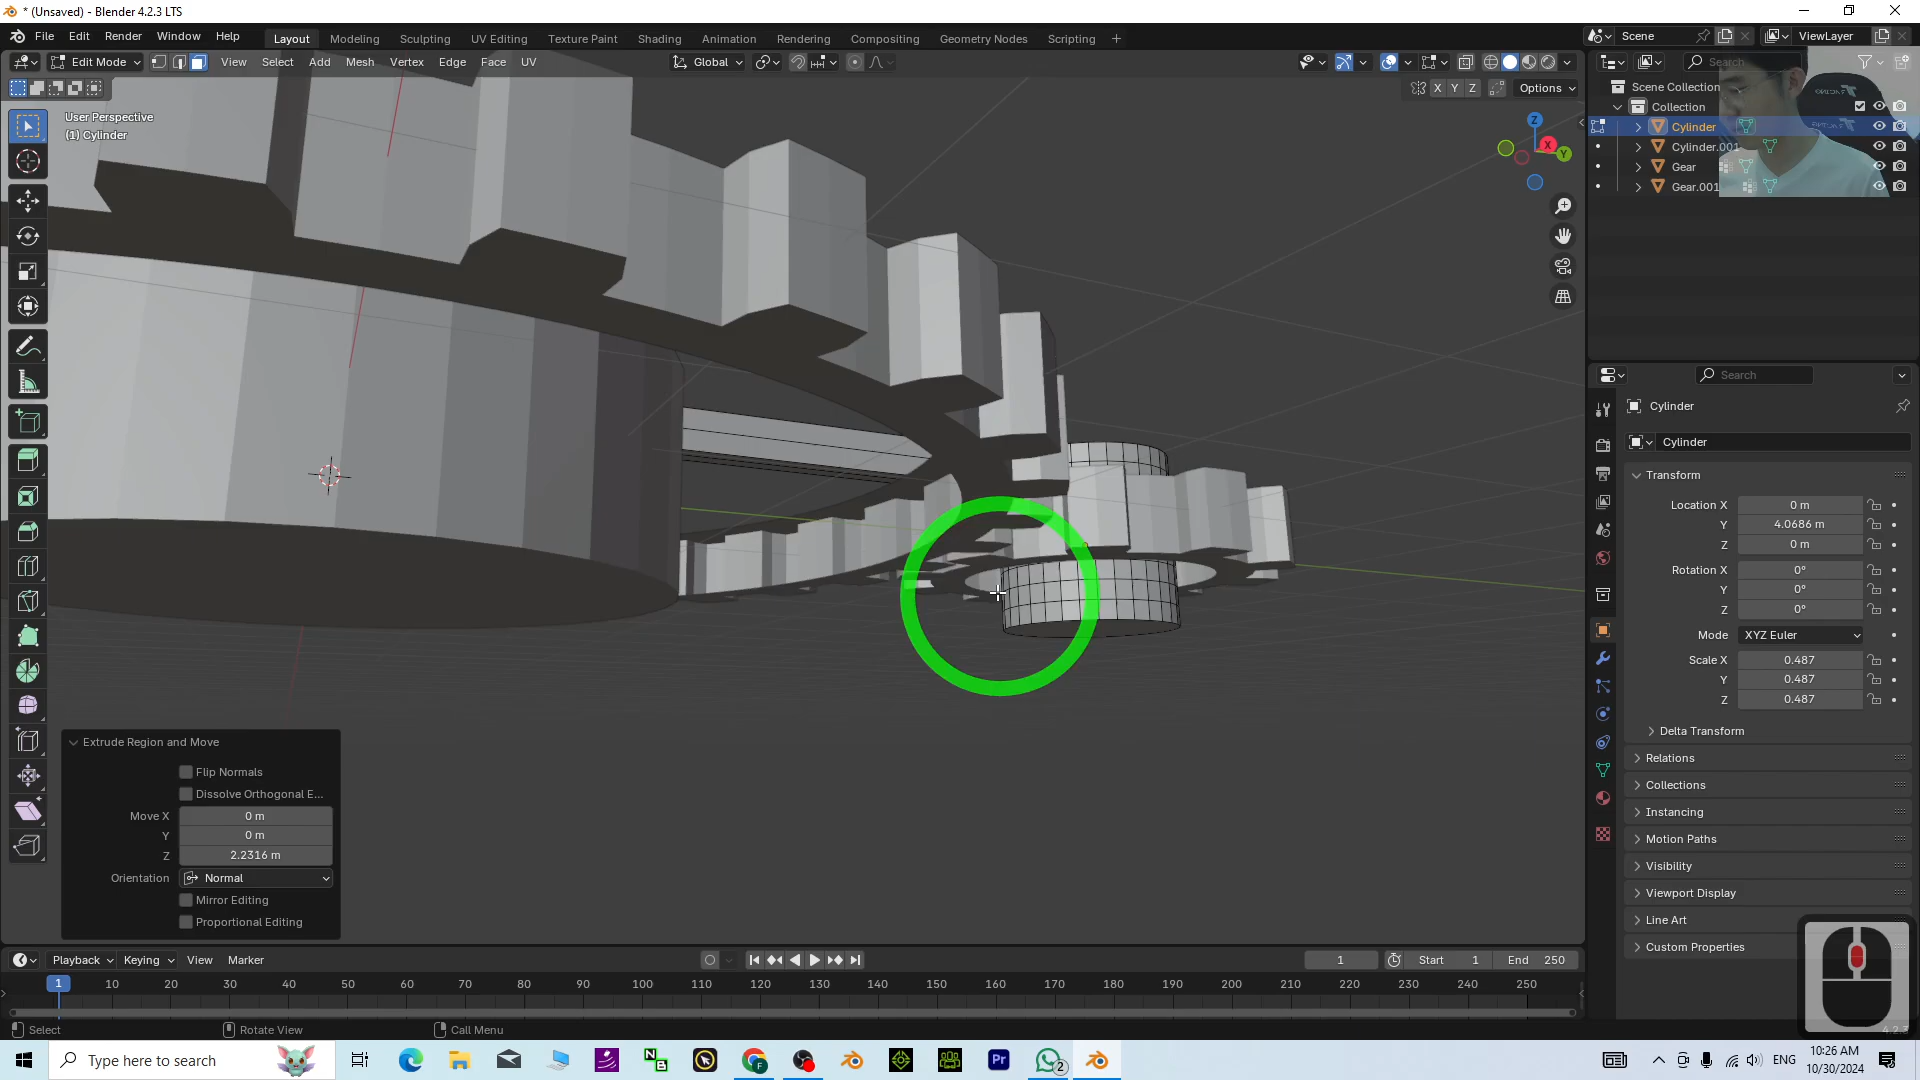 * (Unsaved) - Blender 4.2.3 LTS
File Edit Render Window Help Layout Modeling Sculpting UV Editing Texture Paint Shading Animation Rendering Compositing Geometry Nodes Scripting + Scene ViewLayer
Edit Mode View Select Add Mesh Vertex Edge Face UV Global Search
X Y Z Options
User Perspective
(1) Cylinder
Scene Collection
Collection
Cylinder
Cylinder.001
Gear
Gear.001
Z
X
Y
Search
Cylinder
Cylinder
Transform
Location X 0 m
Y 4.0686 m
Z 0 m
Rotation X 0°
Y 0°
Z 0°
Mode XYZ Euler
Scale X 0.487
Y 0.487
Z 0.487
Delta Transform
Relations
Collections
Instancing
Motion Paths
Visibility
Viewport Display
Line Art
Custom Properties
Extrude Region and Move
Flip Normals
Dissolve Orthogonal E...
Move X 0 m
Y 0 m
Z 2.2316 m
Orientation Normal
Mirror Editing
Proportional Editing
Playback Keying View Marker 1 Start 1 End 250
1 10 20 30 40 50 60 70 80 90 100 110 120 130 140 150 160 170 180 190 200 210 220 230 240 250
Select Rotate View Call Menu 4.2.3
Type here to search Pr 2 ENG 10:26 AM
10/30/2024